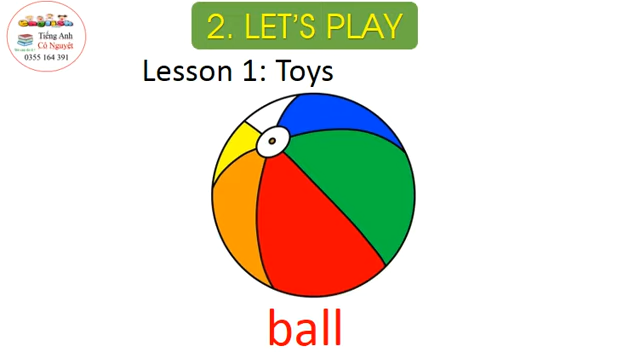 2. LET'S PLAY
Tiếng Anh
Cô Nguyệt
0355 164 391
Lesson 1: Toys
ball